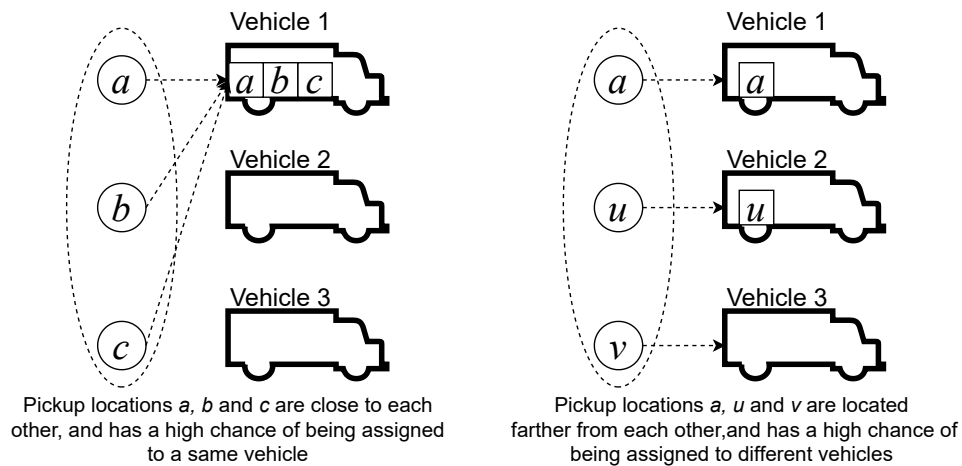 Vehicle 1
a
a b c
Vehicle 2
b
Vehicle 3
c
Pickup locations a, b and c are close to each
other, and has a high chance of being assigned
to a same vehicle
Vehicle 1
a
a
Vehicle 2
u
u
Vehicle 3
v
Pickup locations a, u and v are located
farther from each other,and has a high chance of
being assigned to different vehicles